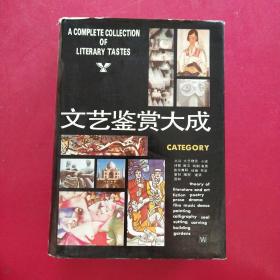 A COMPLETE COLLECTION
OF
LITERARY TASTES
文艺鉴赏大成
CATEGORY
theory of
literature and art
fiction poetry
prose drama
film music dance
painting
calligraphy seal
cutting carving
building
gardens